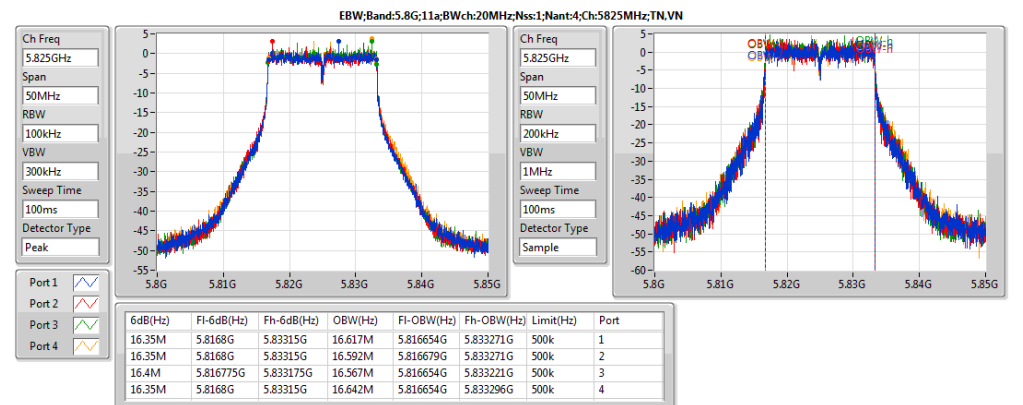 EBW;Band:5.8G;11a;BWch:20MHz;Nss:1;Nant:4;Ch:5825MHz;TN,VN
Ch Freq
5.825GHz
Span
50MHz
RBW
100kHz
VBW
300kHz
Sweep Time
100ms
Detector Type
Peak
5
0
-5
-10
-15
-20
-25
-30
-35
-40
-45
-50
-55
5.8G 5.81G 5.82G 5.83G 5.84G 5.85G
Ch Freq
5.825GHz
Span
50MHz
RBW
200kHz
VBW
1MHz
Sweep Time
100ms
Detector Type
Sample
5
0
-5
-10
-15
-20
-25
-30
-35
-40
-45
-50
-55
-60
5.8G 5.81G 5.82G 5.83G 5.84G 5.85G
Port 1
Port 2
Port 3
Port 4
6dB(Hz) Fl-6dB(Hz) Fh-6dB(Hz) OBW(Hz) Fl-OBW(Hz) Fh-OBW(Hz) Limit(Hz) Port
16.35M 5.8168G 5.83315G 16.617M 5.816654G 5.833271G 500k 1
16.35M 5.8168G 5.83315G 16.592M 5.816679G 5.833271G 500k 2
16.4M 5.816775G 5.833175G 16.567M 5.816654G 5.833221G 500k 3
16.35M 5.8168G 5.83315G 16.642M 5.816654G 5.833296G 500k 4